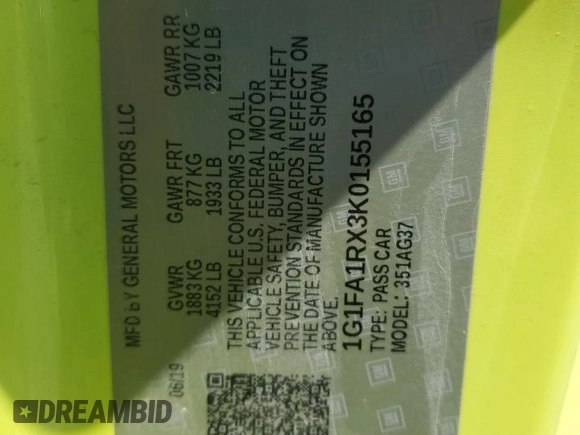 MFD BY GENERAL MOTORS LLC
06/19
GVWR
1883 KG
4152 LB
GAWR FRT
877 KG
1933 LB
GAWR RR
1007 KG
2219 LB
THIS VEHICLE CONFORMS TO ALL
APPLICABLE U.S. FEDERAL MOTOR
VEHICLE SAFETY, BUMPER, AND THEFT
PREVENTION STANDARDS IN EFFECT ON
THE DATE OF MANUFACTURE SHOWN
ABOVE.
1G1FA1RX3K0155165
TYPE: PASS CAR
MODEL: 351AG37
GM
DREAMBID